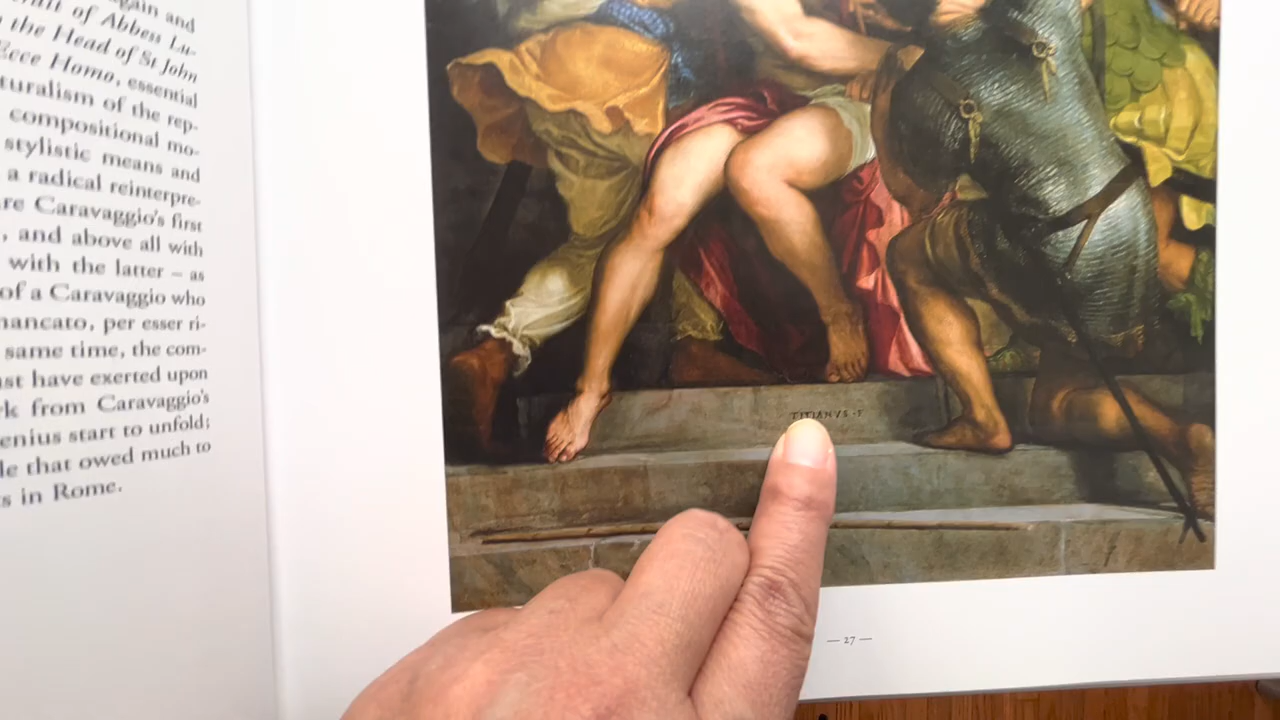 gain and
of Abbess Lu-
the Head of St John
Ecce Homo, essential
turalism of the rep-
compositional mo-
stylistic means and
a radical reinterpre-
re Caravaggio's first
, and above all with
with the latter – as
of a Caravaggio who
mancato, per esser ri-
same time, the com-
st have exerted upon
k from Caravaggio's
enius start to unfold;
le that owed much to
s in Rome.
TITIANVS · F
— 27 —